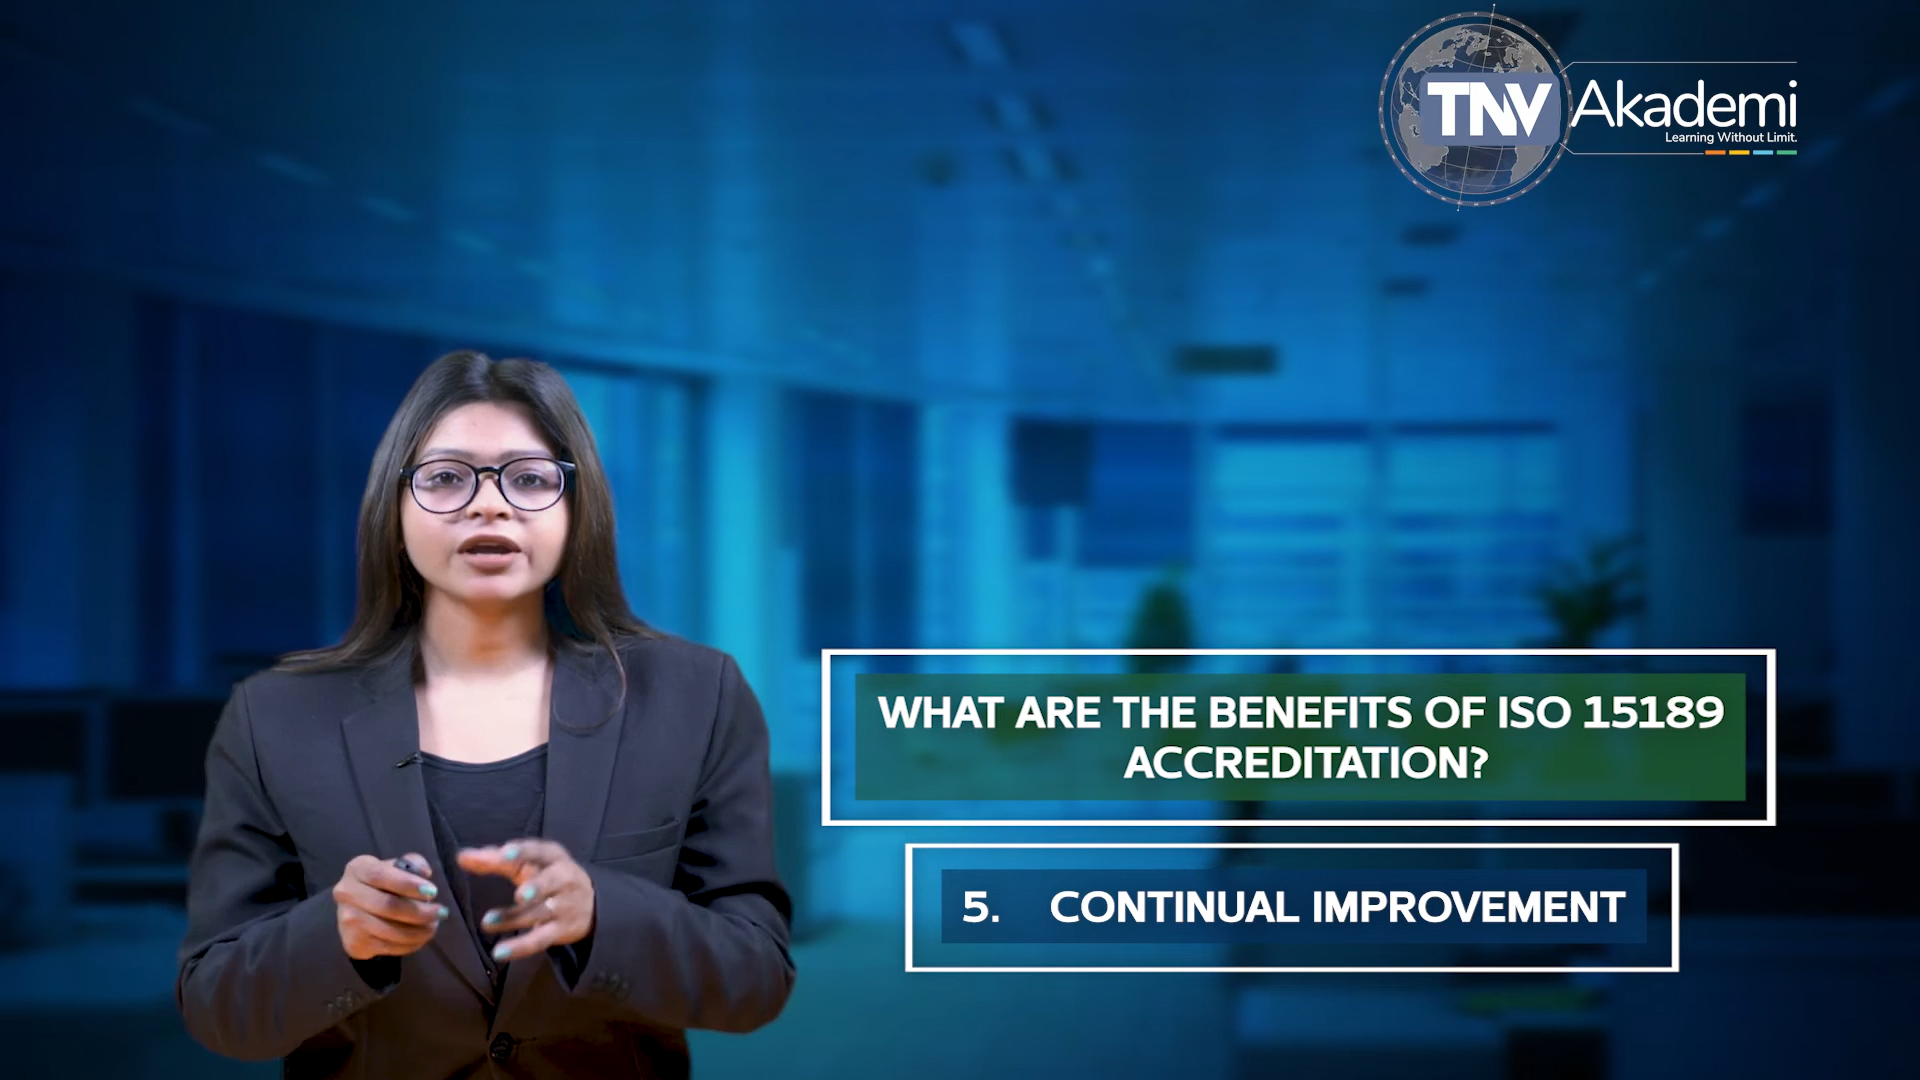 TNV Akademi
Learning Without Limit.
WHAT ARE THE BENEFITS OF ISO 15189
ACCREDITATION?
5. CONTINUAL IMPROVEMENT